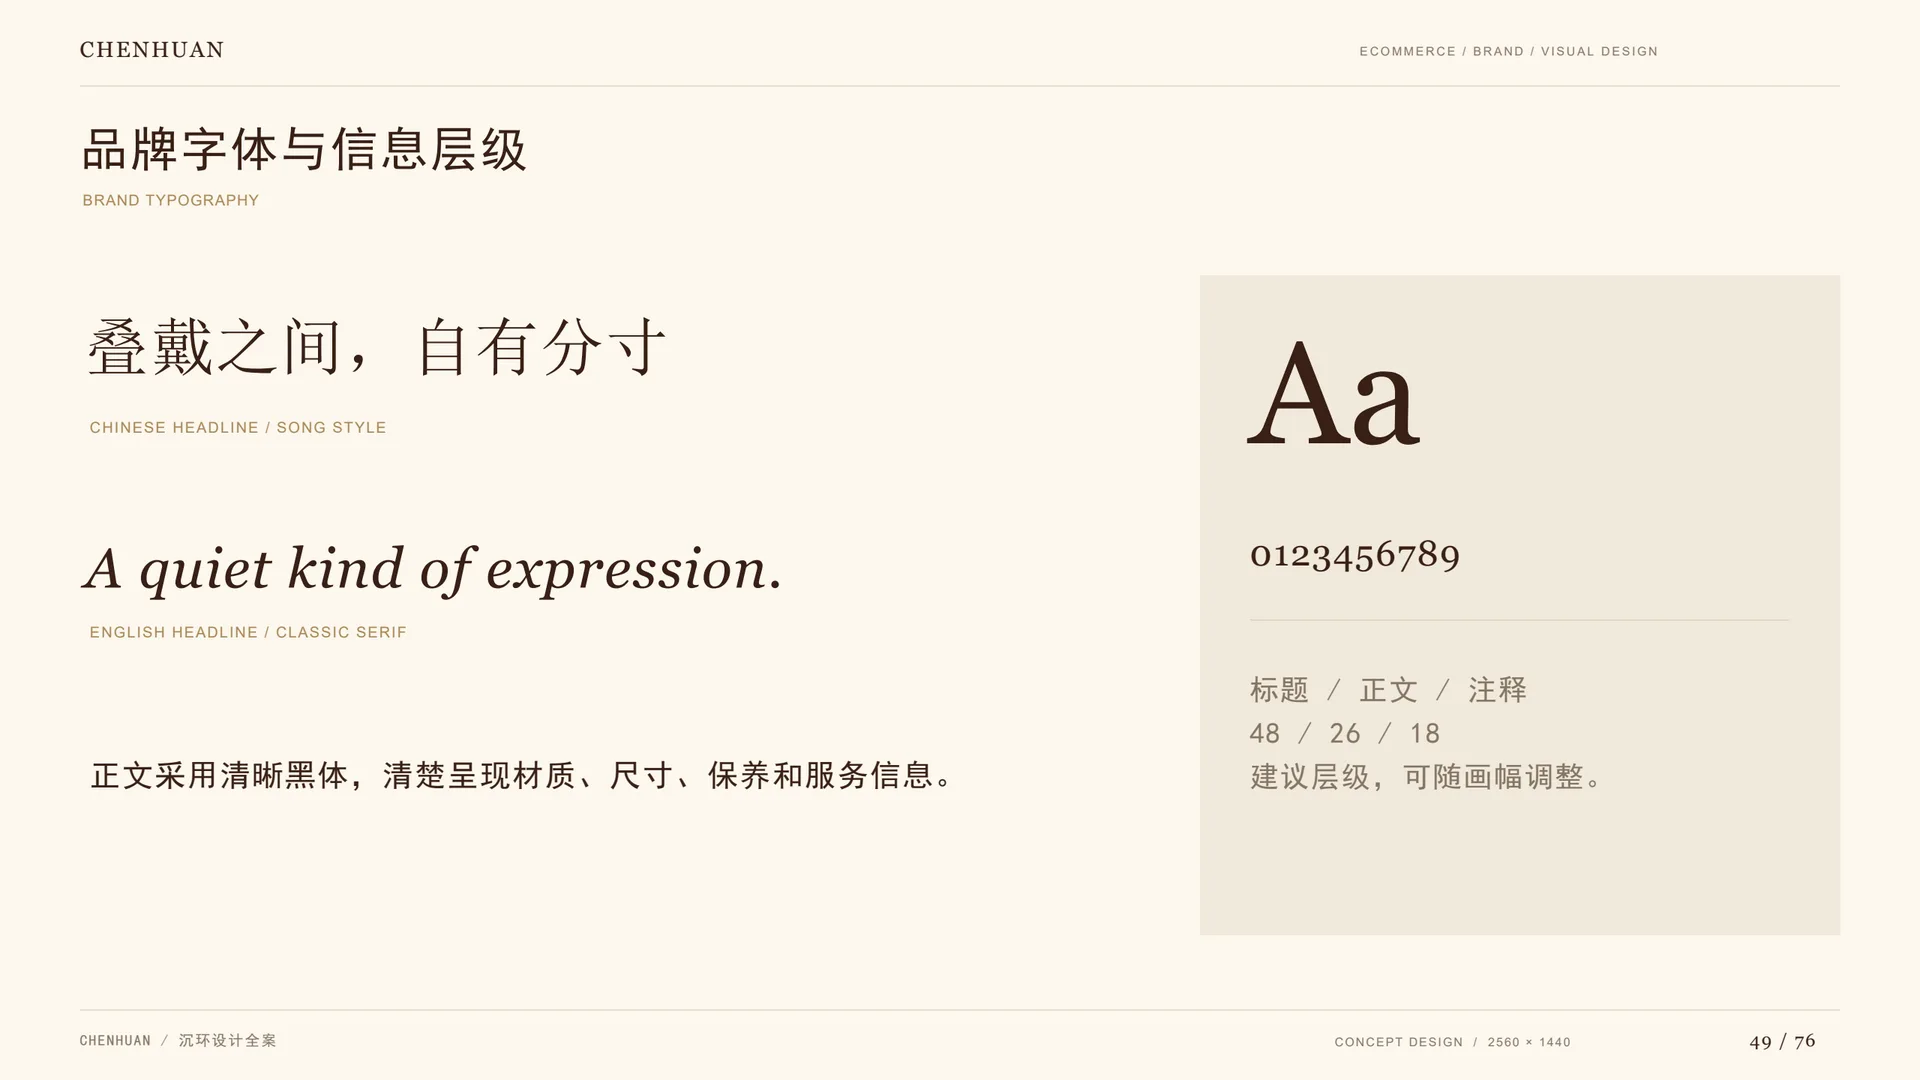 CHENHUAN
ECOMMERCE / BRAND / VISUAL DESIGN
品牌字体与信息层级
BRAND TYPOGRAPHY
叠戴之间，自有分寸
CHINESE HEADLINE / SONG STYLE
A quiet kind of expression.
ENGLISH HEADLINE / CLASSIC SERIF
正文采用清晰黑体，清楚呈现材质、尺寸、保养和服务信息。
Aa
0123456789
标题 / 正文 / 注释
48 / 26 / 18
建议层级，可随画幅调整。
CHENHUAN / 沉环设计全案
CONCEPT DESIGN / 2560 × 1440
49 / 76